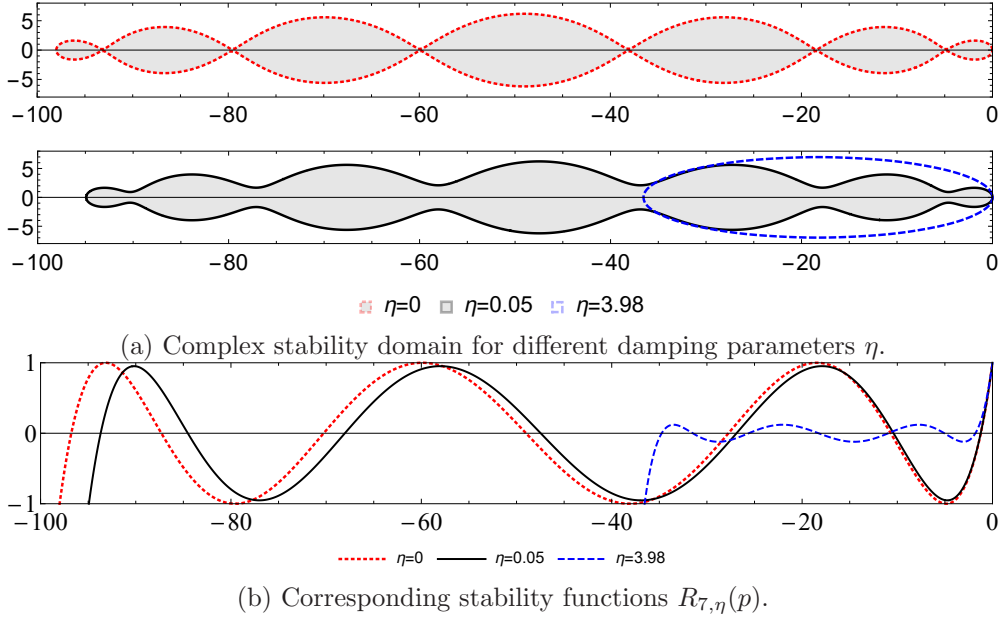 5
0
−5
−100 −80 −60 −40 −20 0
5
0
−5
−100 −80 −60 −40 −20 0
η=0 η=0.05 η=3.98
(a) Complex stability domain for different damping parameters η.
1
0
−1
−100 −80 −60 −40 −20 0
η=0 η=0.05 η=3.98
(b) Corresponding stability functions R₇,η(p).